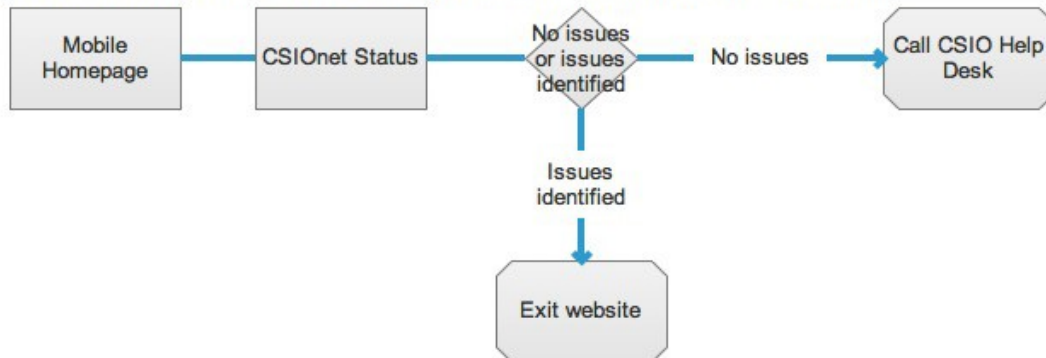 Mobile
Homepage
CSIOnet Status
No issues
or issues
identified
No issues
Call CSIO Help
Desk
Issues
identified
Exit website